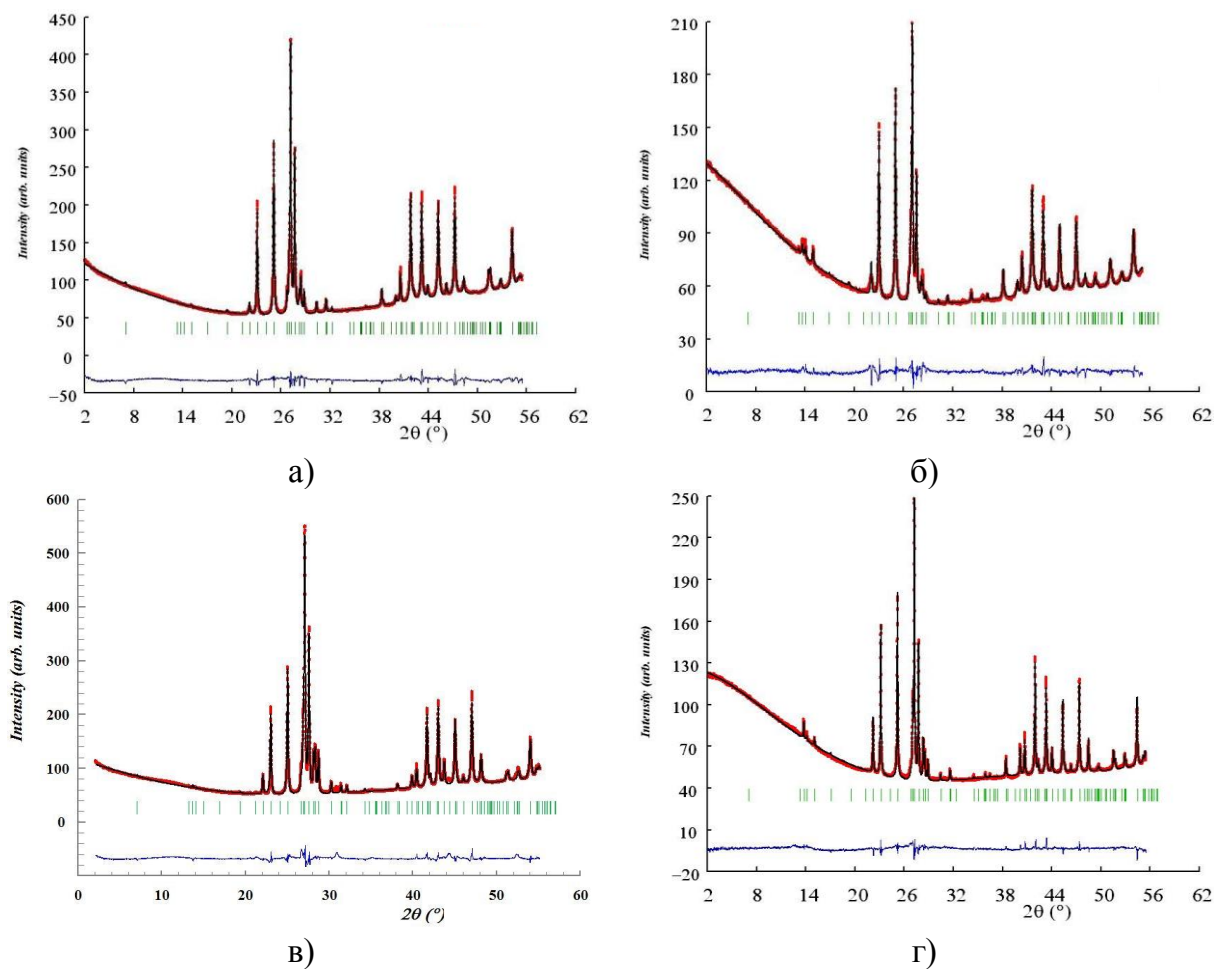 450
400
350
300
250
200
150
100
50
0
−50
Intensity (arb. units)
2 8 14 20 26 32 38 44 50 56 62
2θ (°)
а)
210
180
150
120
90
60
30
0
Intensity (arb. units)
2 8 14 20 26 32 38 44 50 56 62
2θ (°)
б)
600
500
400
300
200
100
0
Intensity (arb. units)
0 10 20 30 40 50 60
2θ (°)
в)
250
220
190
160
130
100
70
40
10
−20
Intensity (arb. units)
2 8 14 20 26 32 38 44 50 56 62
2θ (°)
г)